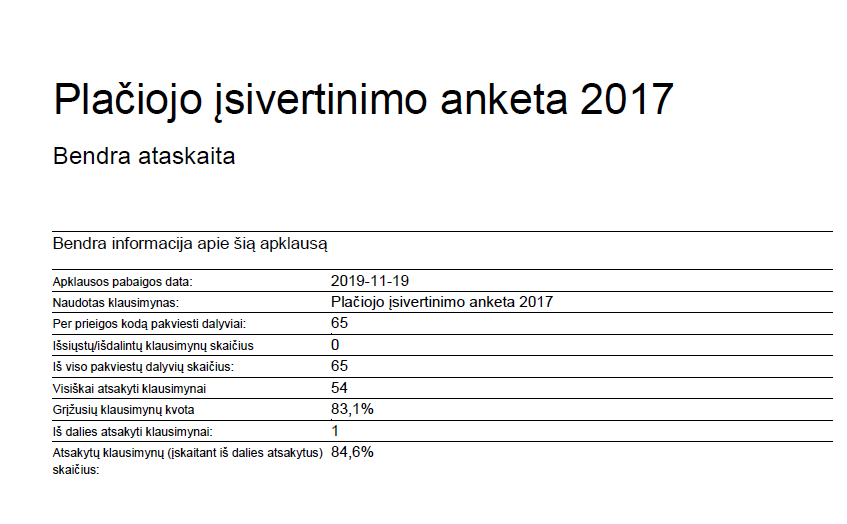 Plačiojo įsivertinimo anketa 2017
Bendra ataskaita
Bendra informacija apie šią apklausą
Apklausos pabaigos data: 2019-11-19
Naudotas klausimynas: Plačiojo įsivertinimo anketa 2017
Per prieigos kodą pakviesti dalyviai: 65
Išsiųstų/išdalintų klausimynų skaičius 0
Iš viso pakviestų dalyvių skaičius: 65
Visiškai atsakyti klausimynai 54
Grįžusių klausimynų kvota 83,1%
Iš dalies atsakyti klausimynai: 1
Atsakytų klausimynų (įskaitant iš dalies atsakytus) 84,6%
skaičius: